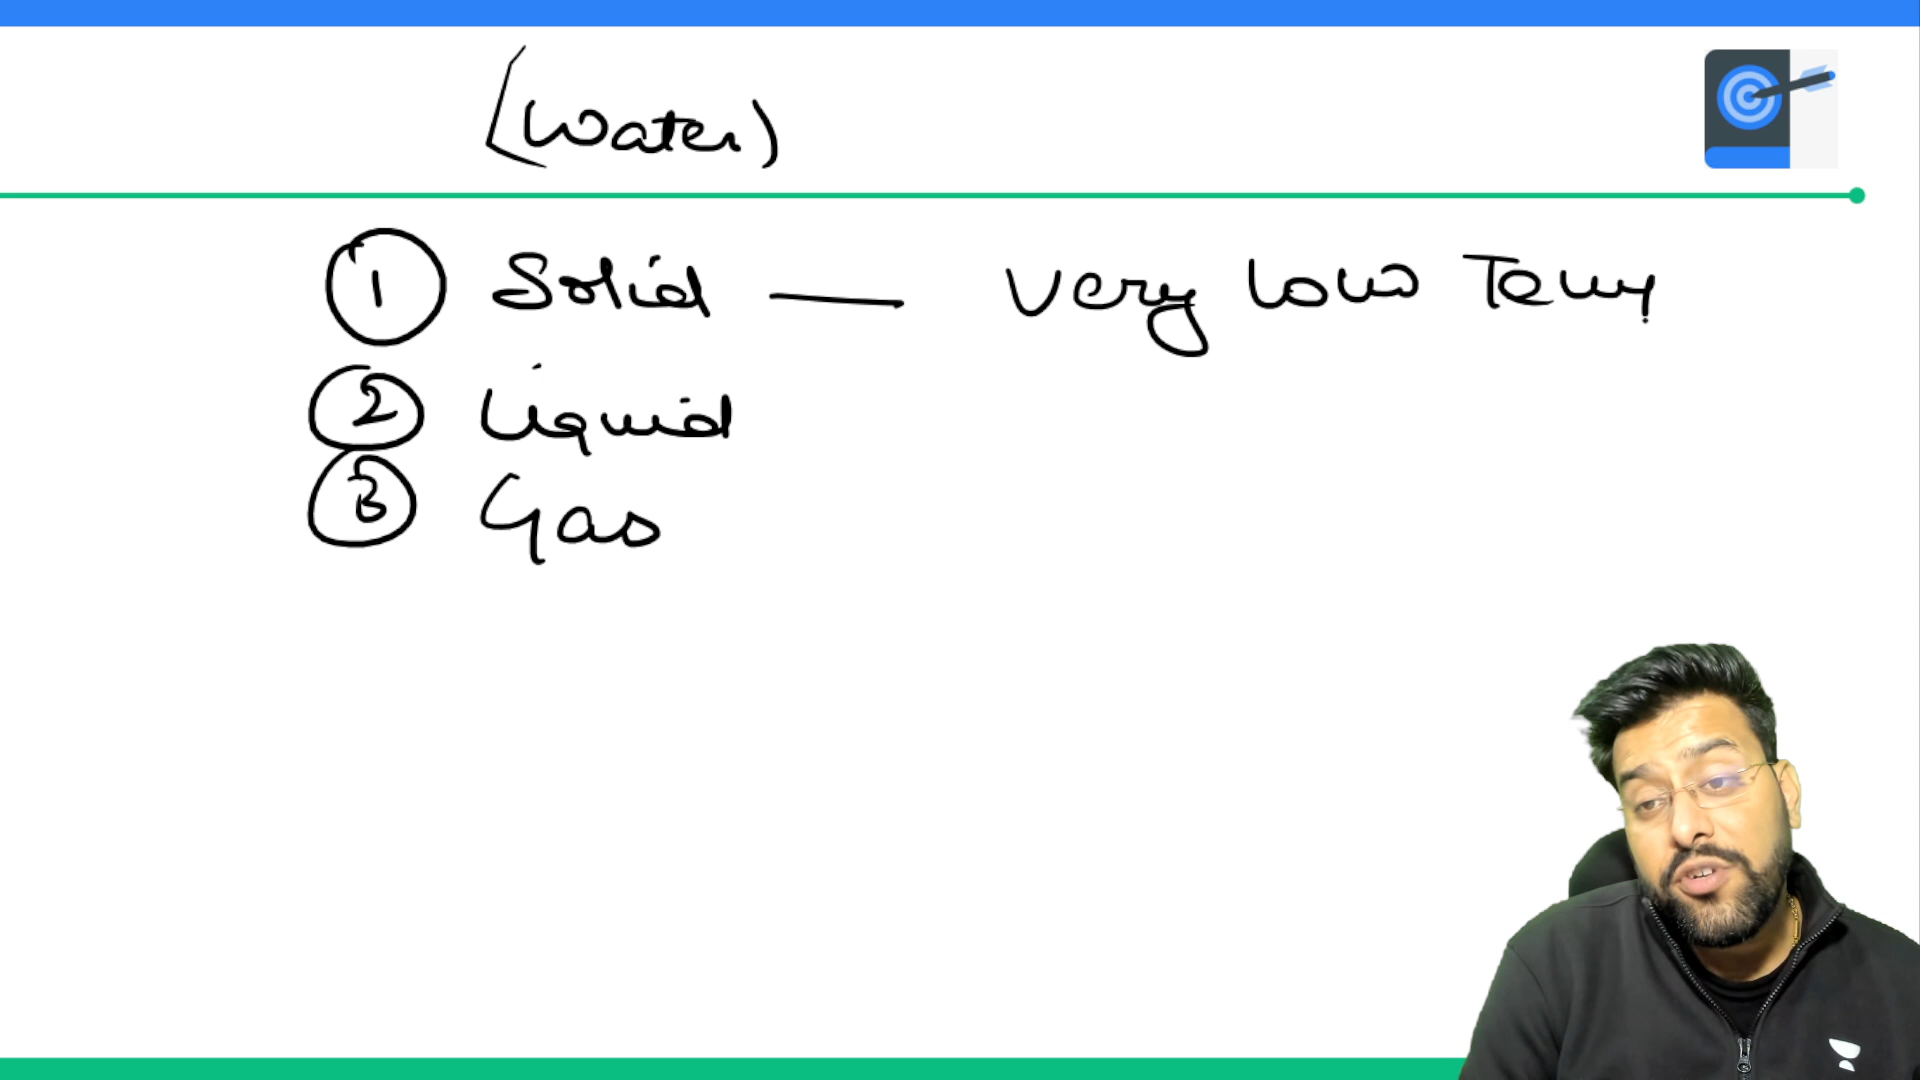 (Water)
1 Solid — Very low Temp
2 Liquid
3 Gas